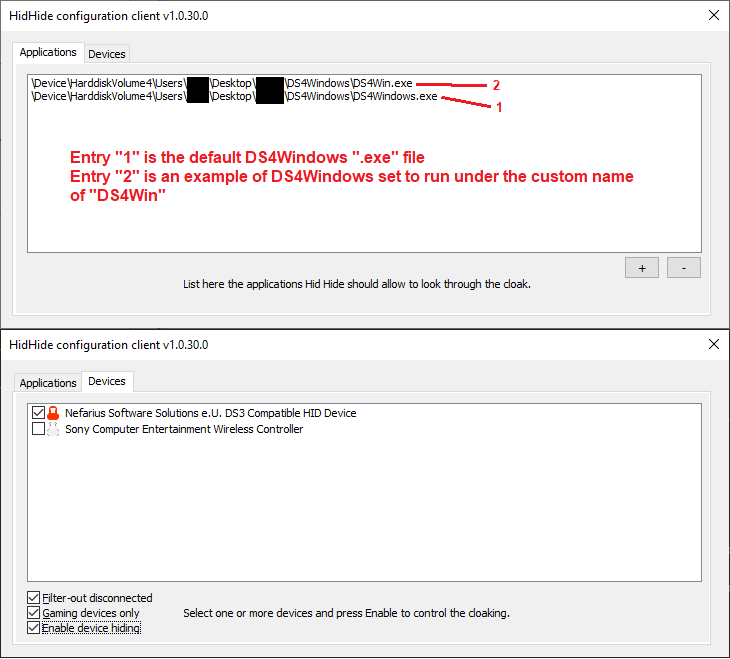 HidHide configuration client v1.0.30.0
Applications
Devices
\Device\HarddiskVolume4\Users\ \Desktop\ \DS4Windows\DS4Win.exe
2
\Device\HarddiskVolume4\Users\ \Desktop\ \DS4Windows\DS4Windows.exe
1
Entry "1" is the default DS4Windows ".exe" file
Entry "2" is an example of DS4Windows set to run under the custom name
of "DS4Win"
+
-
List here the applications Hid Hide should allow to look through the cloak.
HidHide configuration client v1.0.30.0
Applications
Devices
Nefarius Software Solutions e.U. DS3 Compatible HID Device
Sony Computer Entertainment Wireless Controller
Filter-out disconnected
Gaming devices only
Select one or more devices and press Enable to control the cloaking.
Enable device hiding